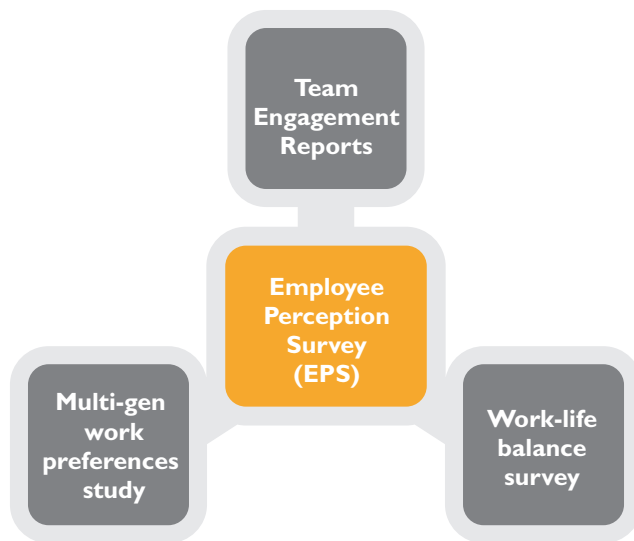 Team
Engagement
Reports
Employee
Perception
Survey
(EPS)
Multi-gen
work
preferences
study
Work-life
balance
survey